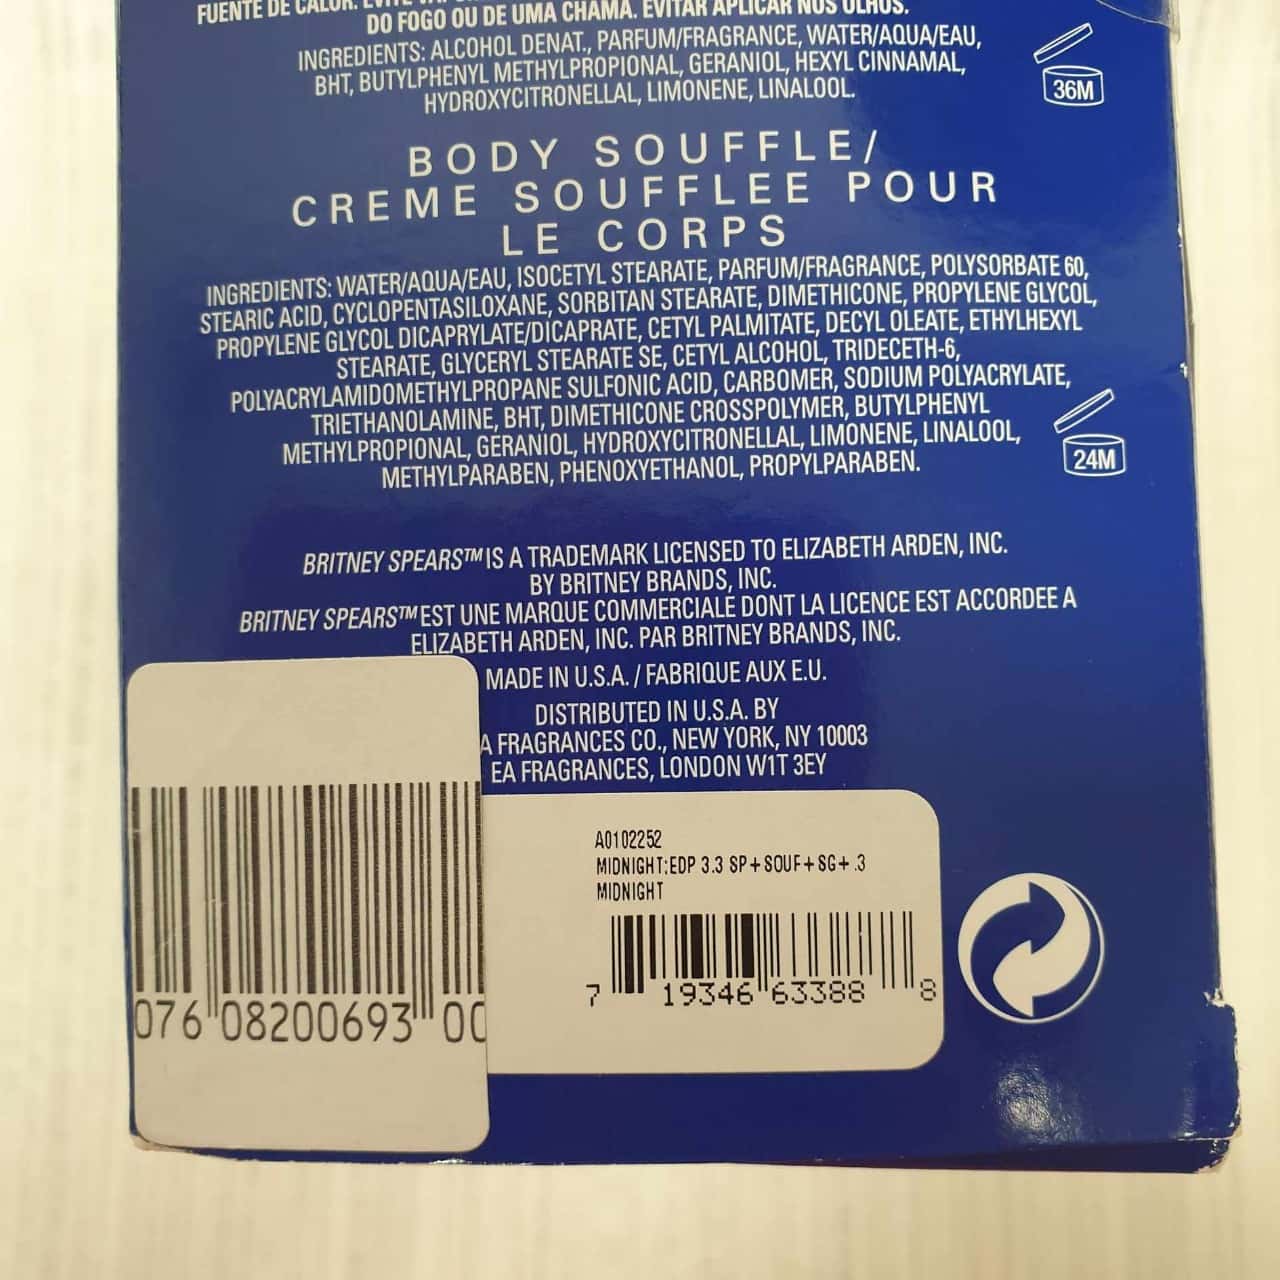 FUENTE DE CALOR. EVITE
DO FOGO OU DE UMA CHAMA. EVITAR APLICAR NOS OLHOS.
INGREDIENTS: ALCOHOL DENAT., PARFUM/FRAGRANCE, WATER/AQUA/EAU,
BHT, BUTYLPHENYL METHYLPROPIONAL, GERANIOL, HEXYL CINNAMAL,
HYDROXYCITRONELLAL, LIMONENE, LINALOOL.
36M
BODY SOUFFLE/
CREME SOUFFLEE POUR
LE CORPS
INGREDIENTS: WATER/AQUA/EAU, ISOCETYL STEARATE, PARFUM/FRAGRANCE, POLYSORBATE 60,
STEARIC ACID, CYCLOPENTASILOXANE, SORBITAN STEARATE, DIMETHICONE, PROPYLENE GLYCOL,
PROPYLENE GLYCOL DICAPRYLATE/DICAPRATE, CETYL PALMITATE, DECYL OLEATE, ETHYLHEXYL
STEARATE, GLYCERYL STEARATE SE, CETYL ALCOHOL, TRIDECETH-6,
POLYACRYLAMIDOMETHYLPROPANE SULFONIC ACID, CARBOMER, SODIUM POLYACRYLATE,
TRIETHANOLAMINE, BHT, DIMETHICONE CROSSPOLYMER, BUTYLPHENYL
METHYLPROPIONAL, GERANIOL, HYDROXYCITRONELLAL, LIMONENE, LINALOOL,
METHYLPARABEN, PHENOXYETHANOL, PROPYLPARABEN.
24M
BRITNEY SPEARS™ IS A TRADEMARK LICENSED TO ELIZABETH ARDEN, INC.
BY BRITNEY BRANDS, INC.
BRITNEY SPEARS™ EST UNE MARQUE COMMERCIALE DONT LA LICENCE EST ACCORDEE A
ELIZABETH ARDEN, INC. PAR BRITNEY BRANDS, INC.
MADE IN U.S.A. / FABRIQUE AUX E.U.
DISTRIBUTED IN U.S.A. BY
A FRAGRANCES CO., NEW YORK, NY 10003
EA FRAGRANCES, LONDON W1T 3EY
A0102252
MIDNIGHT:EDP 3.3 SP+SOUF+SG+.3
MIDNIGHT
7 19346 63388 8
076 08200693 00